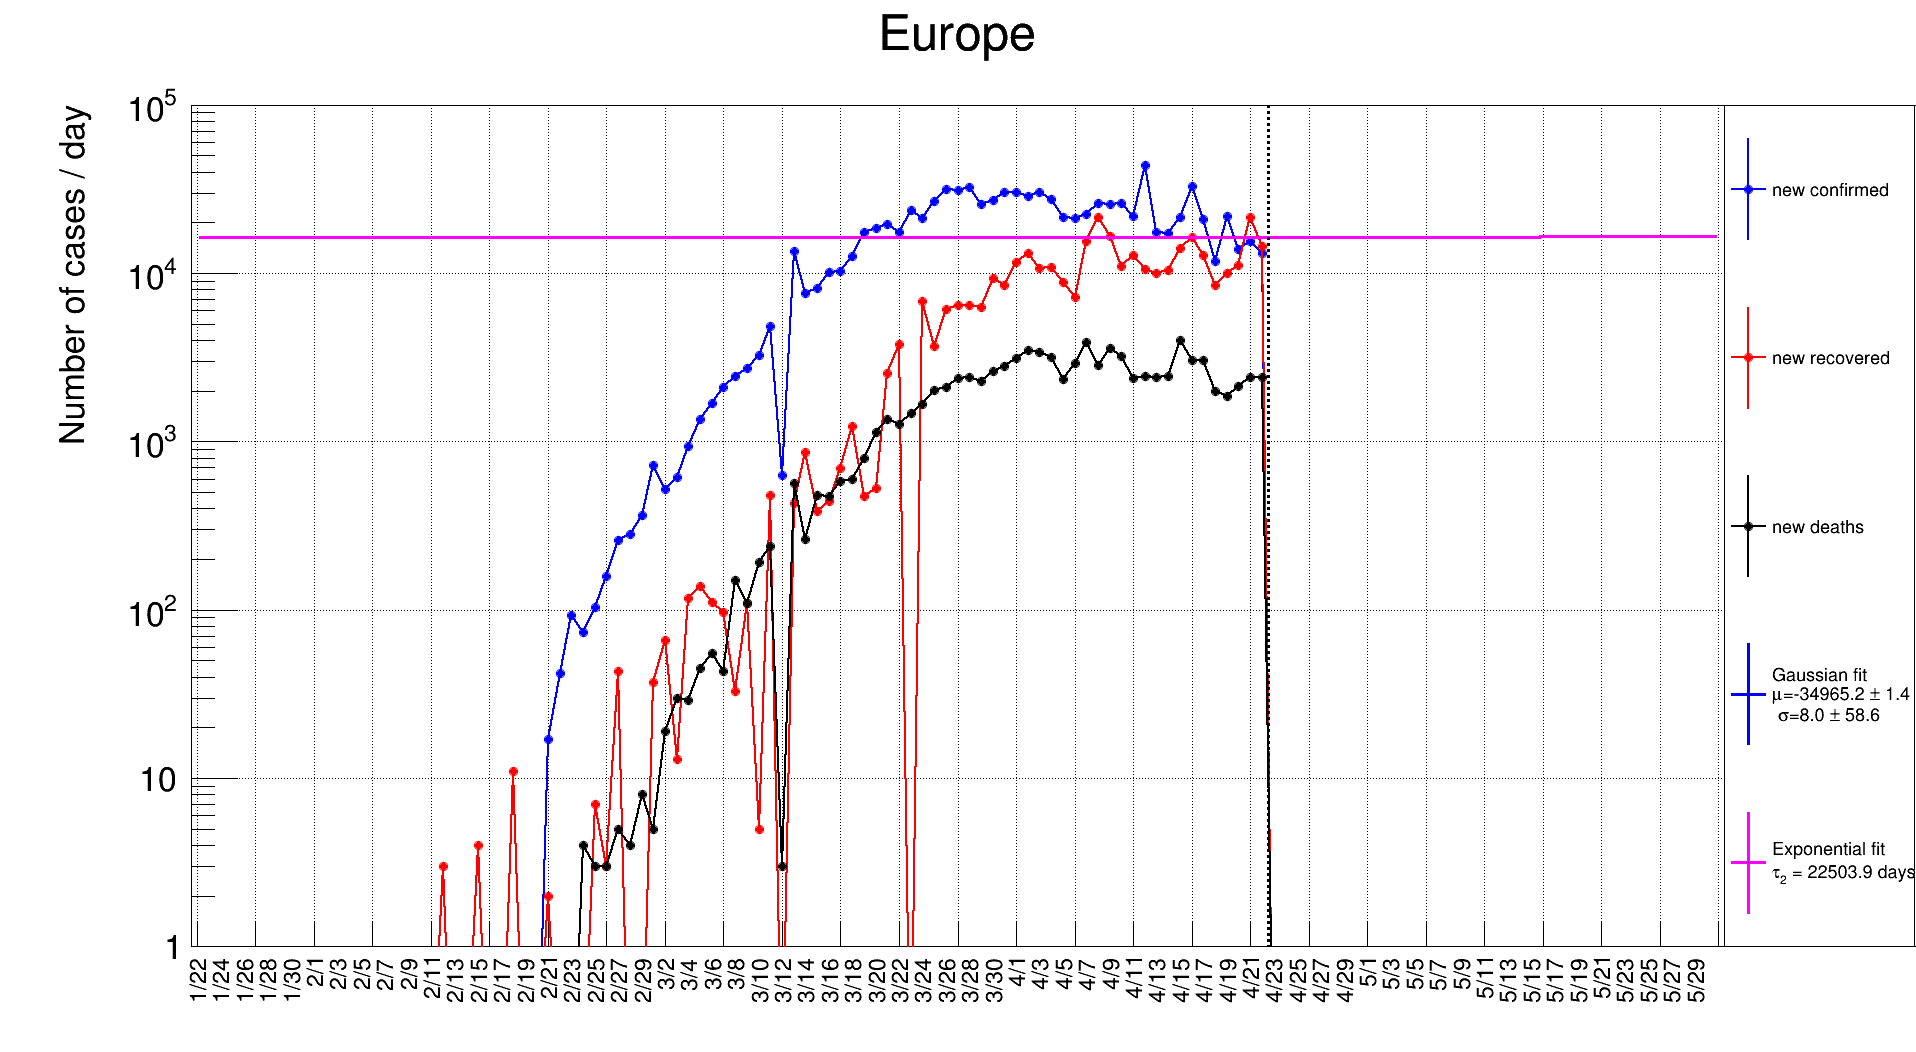 Europe
Number of cases / day
10^5
10^4
10^3
10^2
10
1
1/22 1/24 1/26 1/28 1/30 2/1 2/3 2/5 2/7 2/9 2/11 2/13 2/15 2/17 2/19 2/21 2/23 2/25 2/27 2/29 3/2 3/4 3/6 3/8 3/10 3/12 3/14 3/16 3/18 3/20 3/22 3/24 3/26 3/28 3/30 4/1 4/3 4/5 4/7 4/9 4/11 4/13 4/15 4/17 4/19 4/21 4/23 4/25 4/27 4/29 5/1 5/3 5/5 5/7 5/9 5/11 5/13 5/15 5/17 5/19 5/21 5/23 5/25 5/27 5/29
new confirmed
new recovered
new deaths
Gaussian fit
μ=-34965.2 ± 1.4
σ=8.0 ± 58.6
Exponential fit
τ₂ = 22503.9 days